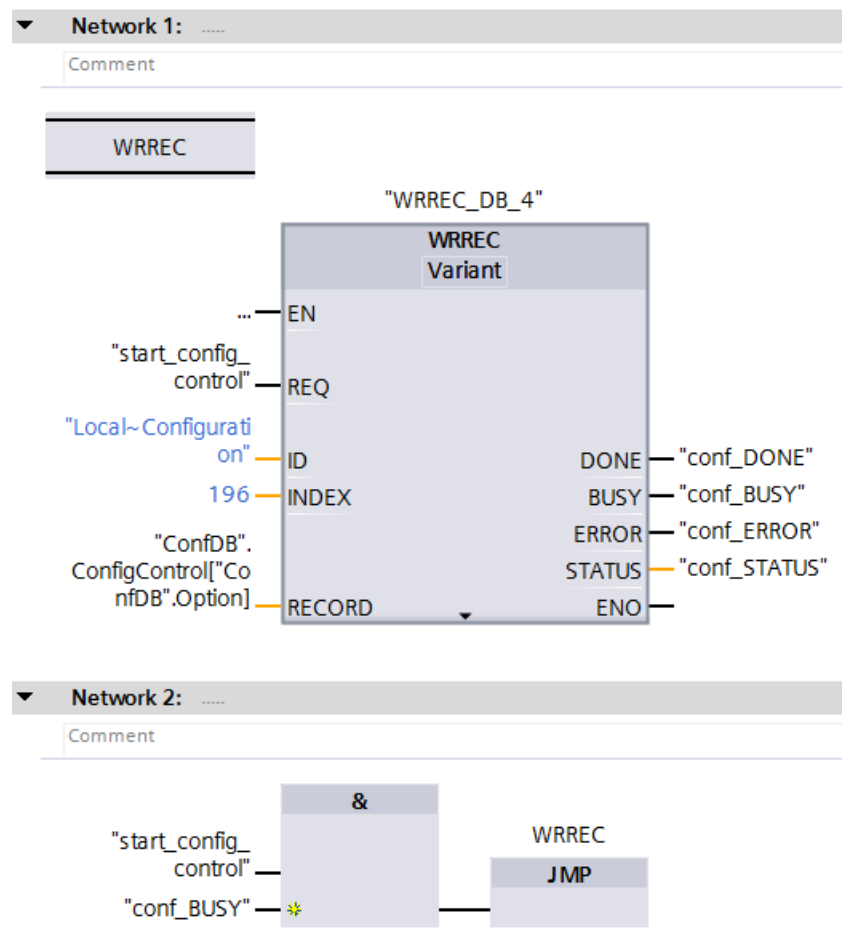 Network 1: .....
Comment
WRREC
"WRREC_DB_4"
WRREC
Variant
... EN
"start_config_
control" REQ
"Local~Configurati
on" ID DONE "conf_DONE"
196 INDEX BUSY "conf_BUSY"
ERROR "conf_ERROR"
"ConfDB".
ConfigControl["Co STATUS "conf_STATUS"
nfDB".Option] RECORD ENO
Network 2: .....
Comment
&
"start_config_ WRREC
control" JMP
"conf_BUSY"